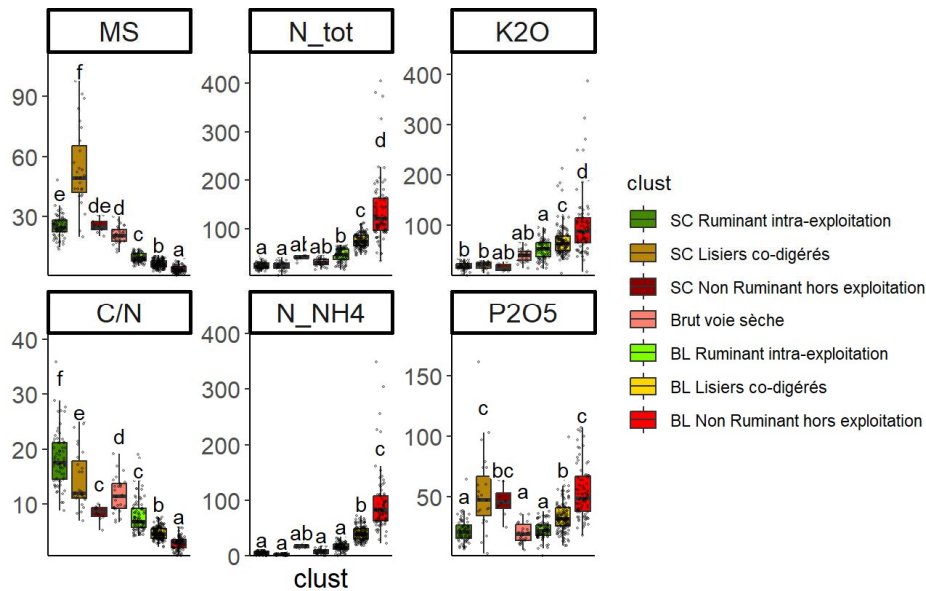 MS N_tot K2O
f
90
60
30
e
de
d
c
b
a
400
300
200
100
a
a
ab
ab
b
c
d
400
300
200
100
b
b
ab
ab
a
c
d
C/N N_NH4 P2O5
40
30
20
10
f
e
c
d
c
b
a
400
300
200
100
0
a
a
ab
a
a
b
c
150
100
50
a
c
bc
a
a
b
c
clust
clust
SC Ruminant intra-exploitation
SC Lisiers co-digérés
SC Non Ruminant hors exploitation
Brut voie sèche
BL Ruminant intra-exploitation
BL Lisiers co-digérés
BL Non Ruminant hors exploitation